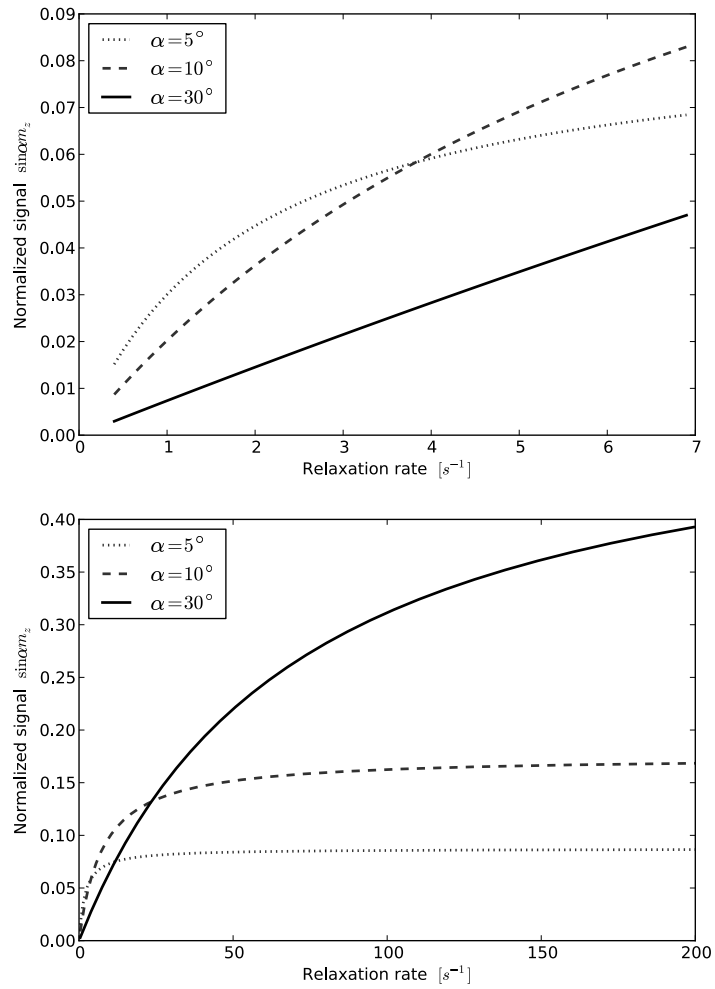 0.09
0.08
0.07
0.06
0.05
0.04
0.03
0.02
0.01
0.00
Normalized signal sinαm_z
α=5°
α=10°
α=30°
0 1 2 3 4 5 6 7
Relaxation rate [s⁻¹]
0.40
0.35
0.30
0.25
0.20
0.15
0.10
0.05
0.00
Normalized signal sinαm_z
α=5°
α=10°
α=30°
0 50 100 150 200
Relaxation rate [s⁻¹]